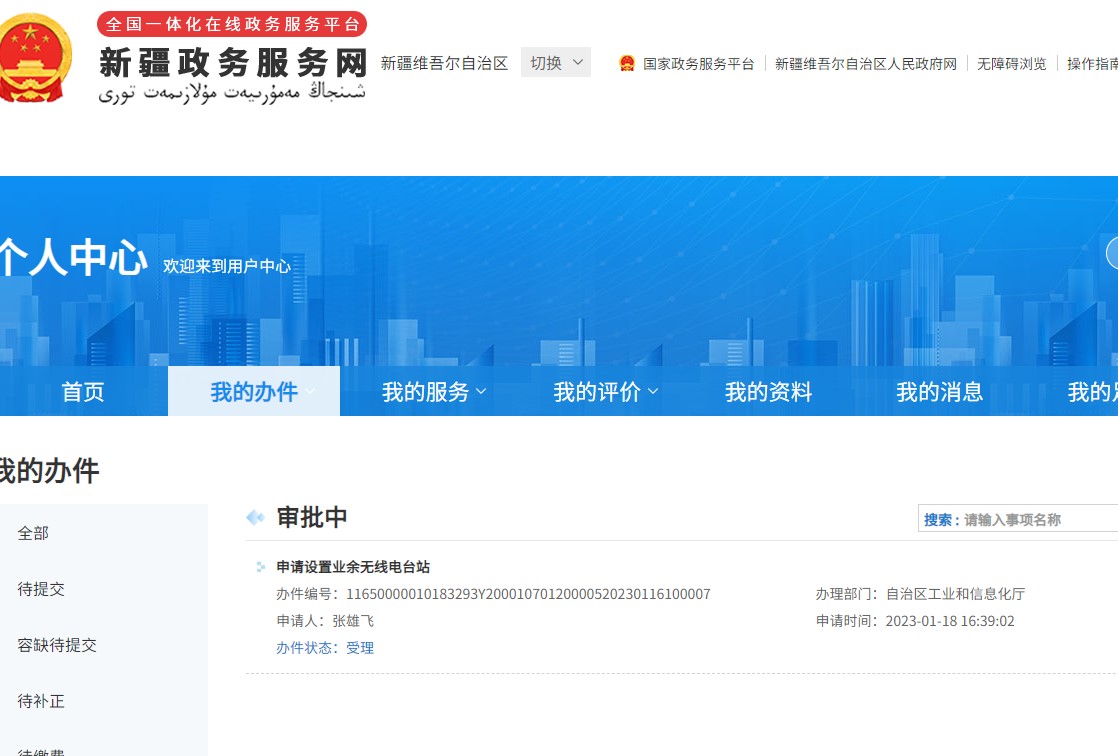 全国一体化在线政务服务平台
新疆政务服务网
شىنجاڭ مەمۇرىيەت مۇلازىمەت تورى
新疆维吾尔自治区 切换
国家政务服务平台 新疆维吾尔自治区人民政府网 无障碍浏览 操作指南
个人中心 欢迎来到用户中心
首页 我的办件 我的服务 我的评价 我的资料 我的消息 我的
我的办件
全部
待提交
容缺待提交
待补正
待缴费
审批中
搜索：请输入事项名称
申请设置业余无线电台站
办件编号：11650000010183293Y20001070120000520230116100007 办理部门：自治区工业和信息化厅
申请人：张雄飞 申请时间：2023-01-18 16:39:02
办件状态：受理